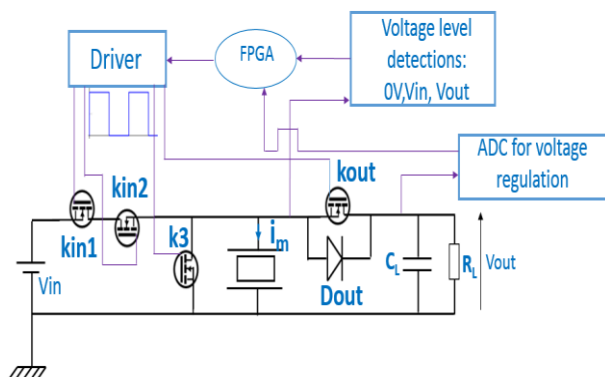 Driver
FPGA
Voltage level
detections:
0V,Vin, Vout
ADC for voltage
regulation
kout
kin2
kin1
k3
im
Vin
Dout
CL
RL
Vout